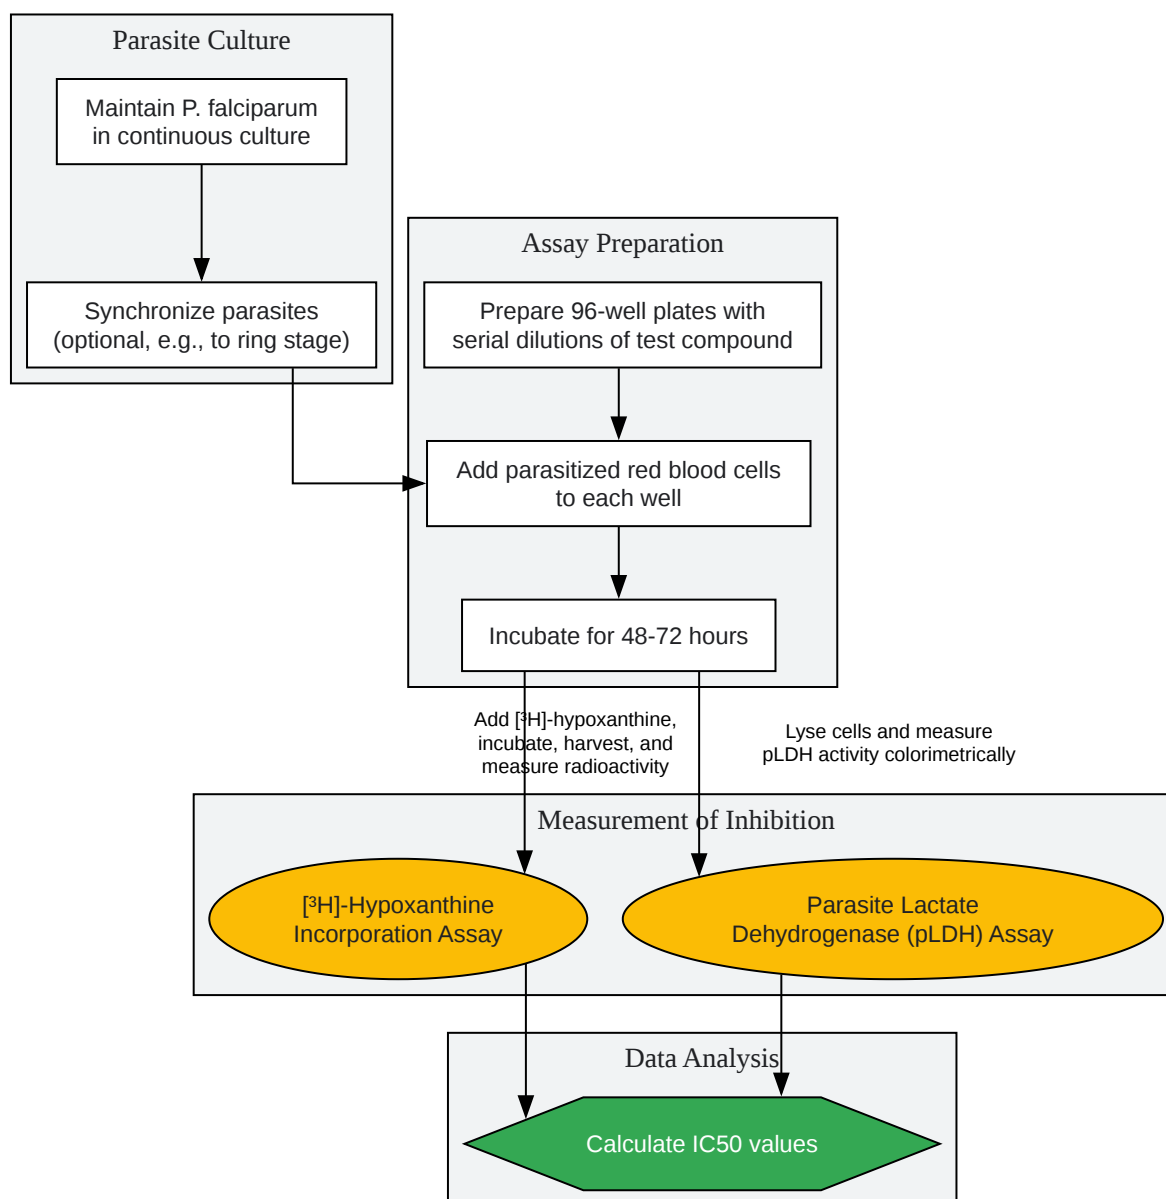 Parasite Culture
Maintain P. falciparum
in continuous culture
Synchronize parasites
(optional, e.g., to ring stage)
Assay Preparation
Prepare 96-well plates with
serial dilutions of test compound
Add parasitized red blood cells
to each well
Incubate for 48-72 hours
Add [³H]-hypoxanthine,
incubate, harvest, and
measure radioactivity
Lyse cells and measure
pLDH activity colorimetrically
Measurement of Inhibition
[³H]-Hypoxanthine
Incorporation Assay
Parasite Lactate
Dehydrogenase (pLDH) Assay
Data Analysis
Calculate IC50 values